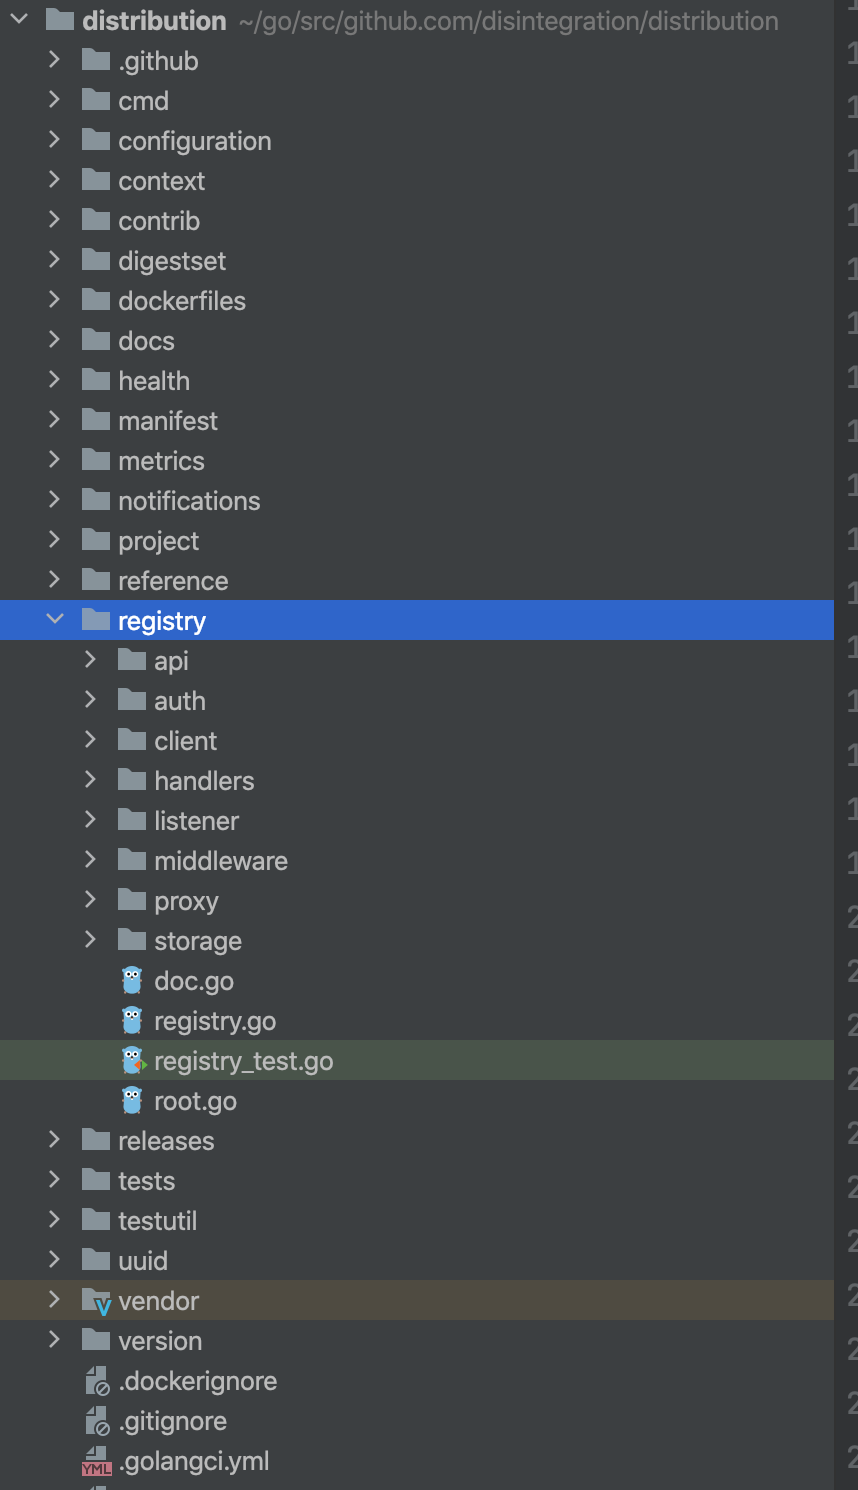 distribution ~/go/src/github.com/disintegration/distribution
.github
cmd
configuration
context
contrib
digestset
dockerfiles
docs
health
manifest
metrics
notifications
project
reference
registry
api
auth
client
handlers
listener
middleware
proxy
storage
doc.go
registry.go
registry_test.go
root.go
releases
tests
testutil
uuid
vendor
version
.dockerignore
.gitignore
YML .golangci.yml